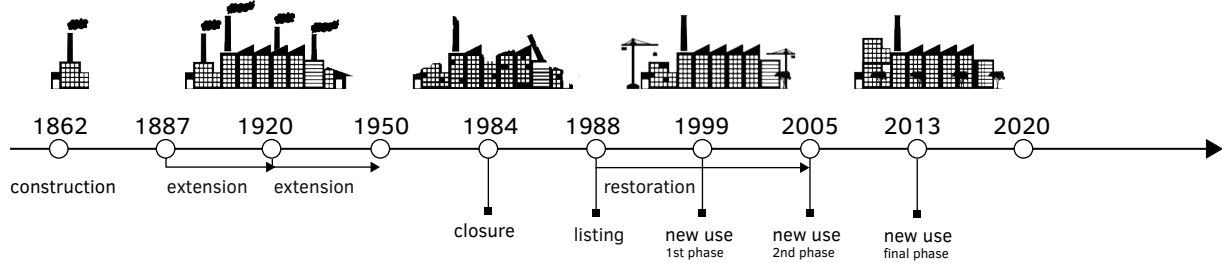 1862 1887 1920 1950 1984 1988 1999 2005 2013 2020
construction extension extension restoration
closure listing new use new use new use
1st phase 2nd phase final phase